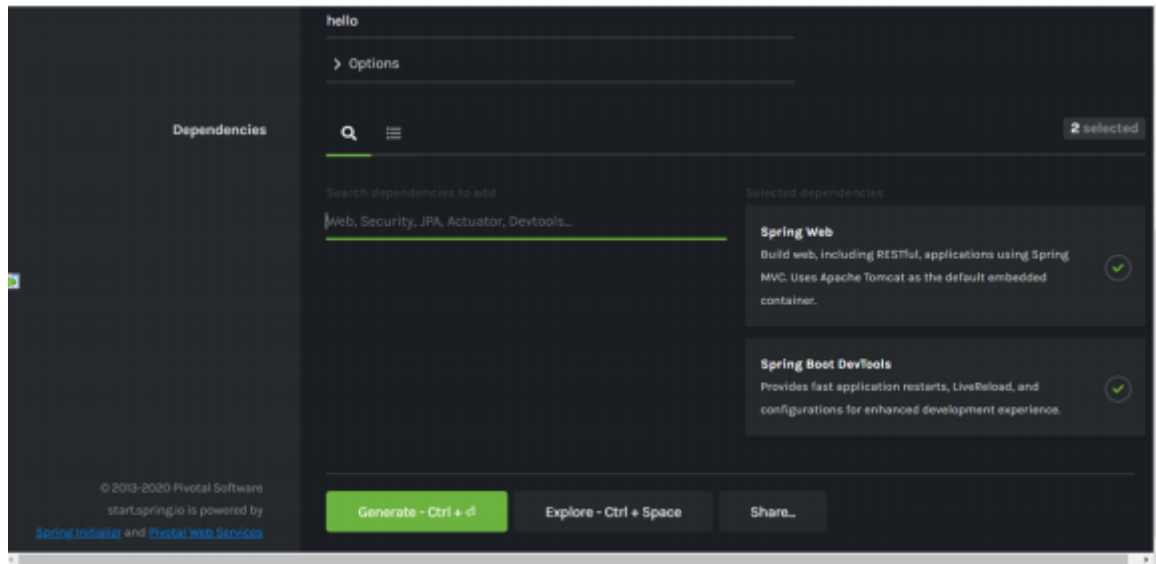 hello
Options
Dependencies
2 selected
Search dependencies to add
Web, Security, JPA, Actuator, Devtools...
Selected dependencies
Spring Web
Build web, including RESTful, applications using Spring
MVC. Uses Apache Tomcat as the default embedded
container.
Spring Boot DevTools
Provides fast application restarts, LiveReload, and
configurations for enhanced development experience.
© 2013-2020 Pivotal Software
start.spring.io is powered by
Spring Initializr and Pivotal Web Services
Generate - Ctrl + ⏎
Explore - Ctrl + Space
Share...